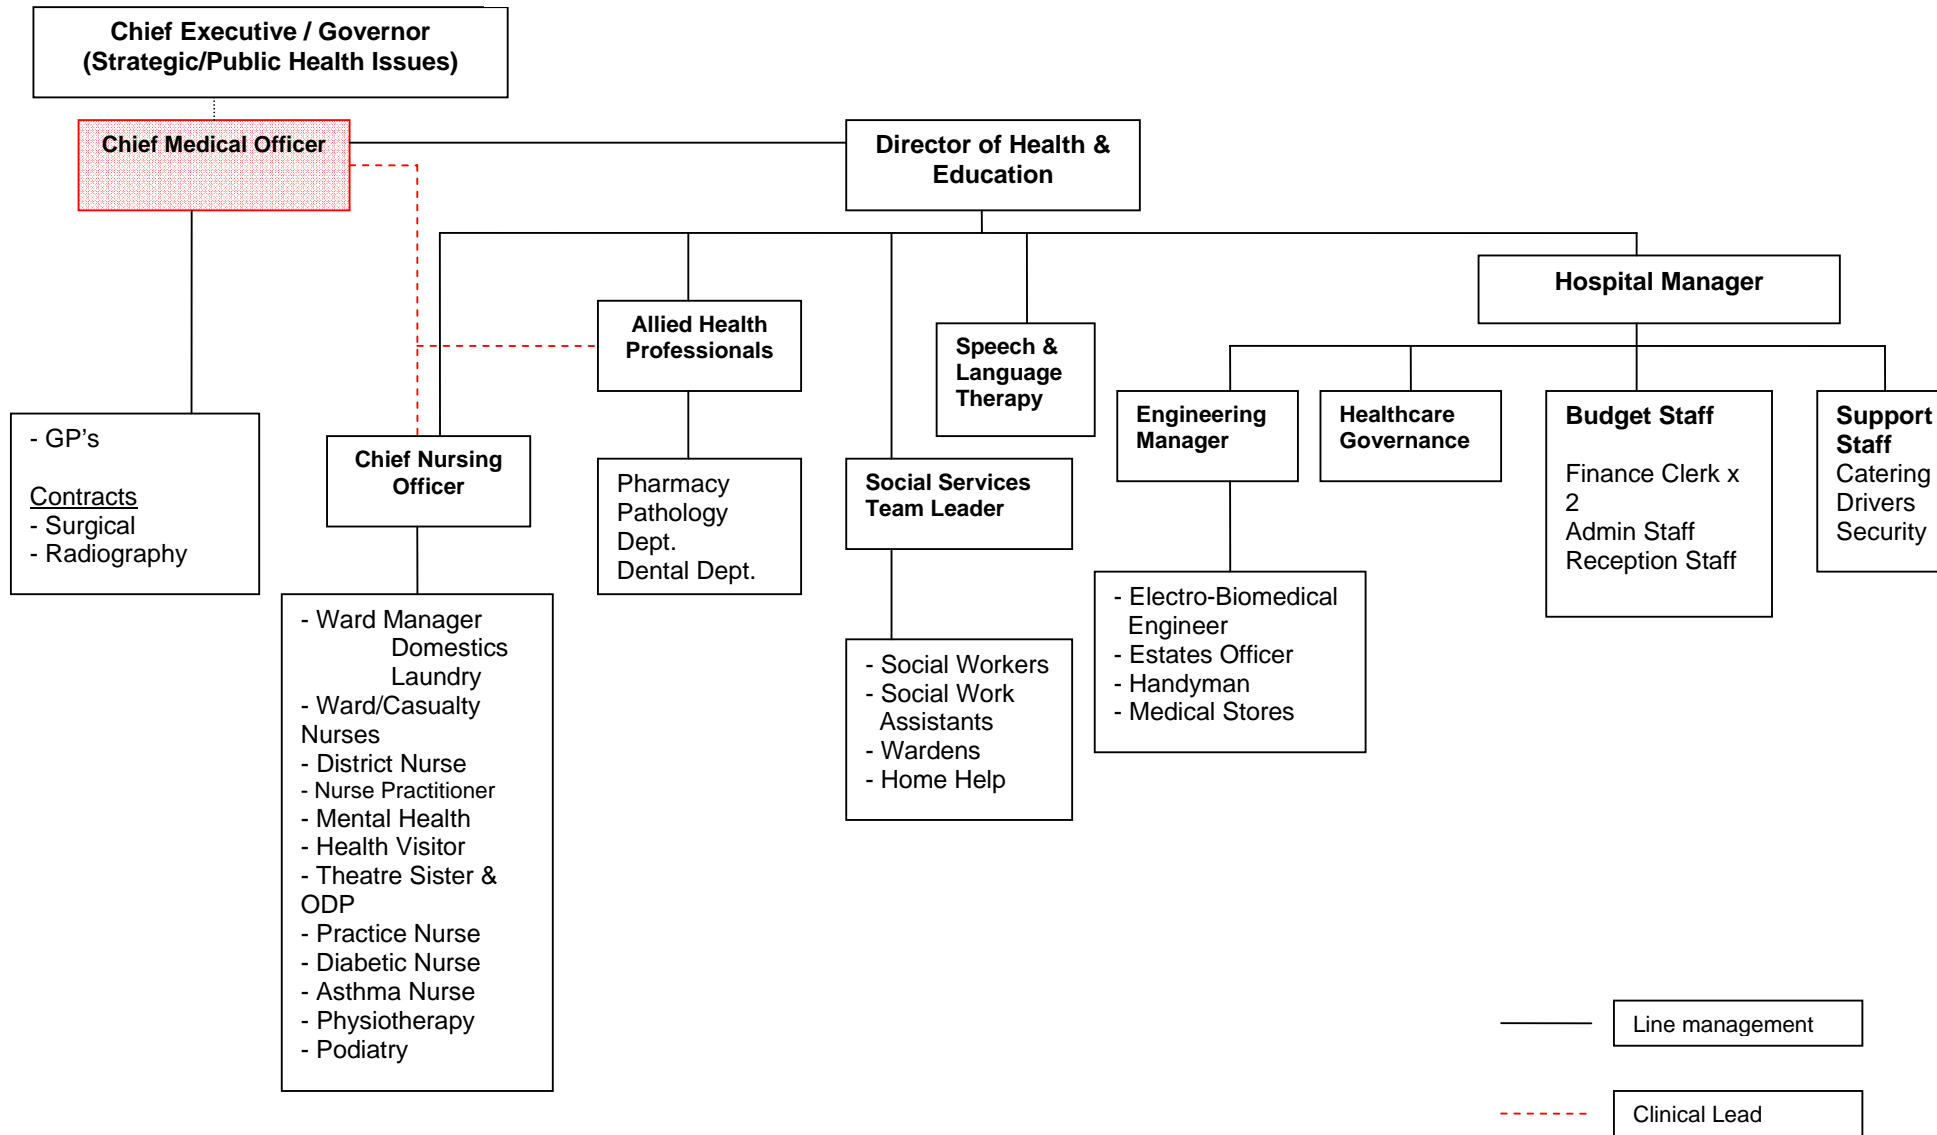 Chief Executive / Governor
(Strategic/Public Health Issues)
Chief Medical Officer
Director of Health &
Education
Hospital Manager
Allied Health
Professionals
Speech &
Language
Therapy
Engineering
Manager
Healthcare
Governance
Budget Staff
Finance Clerk x
2
Admin Staff
Reception Staff
Support
Staff
Catering
Drivers
Security
- GP's
Contracts
- Surgical
- Radiography
Chief Nursing
Officer
Pharmacy
Pathology
Dept.
Dental Dept.
Social Services
Team Leader
- Electro-Biomedical
Engineer
- Estates Officer
- Handyman
- Medical Stores
- Ward Manager
Domestics
Laundry
- Ward/Casualty
Nurses
- District Nurse
- Nurse Practitioner
- Mental Health
- Health Visitor
- Theatre Sister &
ODP
- Practice Nurse
- Diabetic Nurse
- Asthma Nurse
- Physiotherapy
- Podiatry
- Social Workers
- Social Work
Assistants
- Wardens
- Home Help
Line management
Clinical Lead